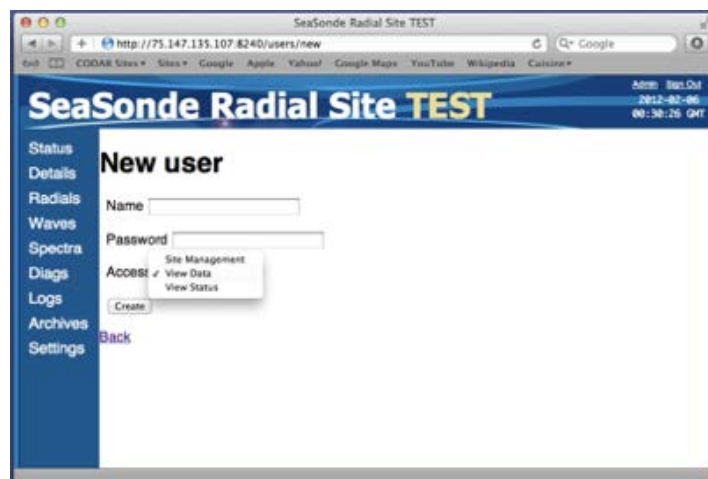 SeaSonde Radial Site TEST
http://75.147.135.107:8240/users/new
Google
CODAR Sites Sites Google Apple Yahoo! Google Maps YouTube Wikipedia Cuisine
SeaSonde Radial Site TEST
Admin Sign Out
2012-02-06
00:30:26 GMT
Status
Details
Radials
Waves
Spectra
Diags
Logs
Archives
Settings
New user
Name
Password
Access
Site Management
✓ View Data
View Status
Create
Back